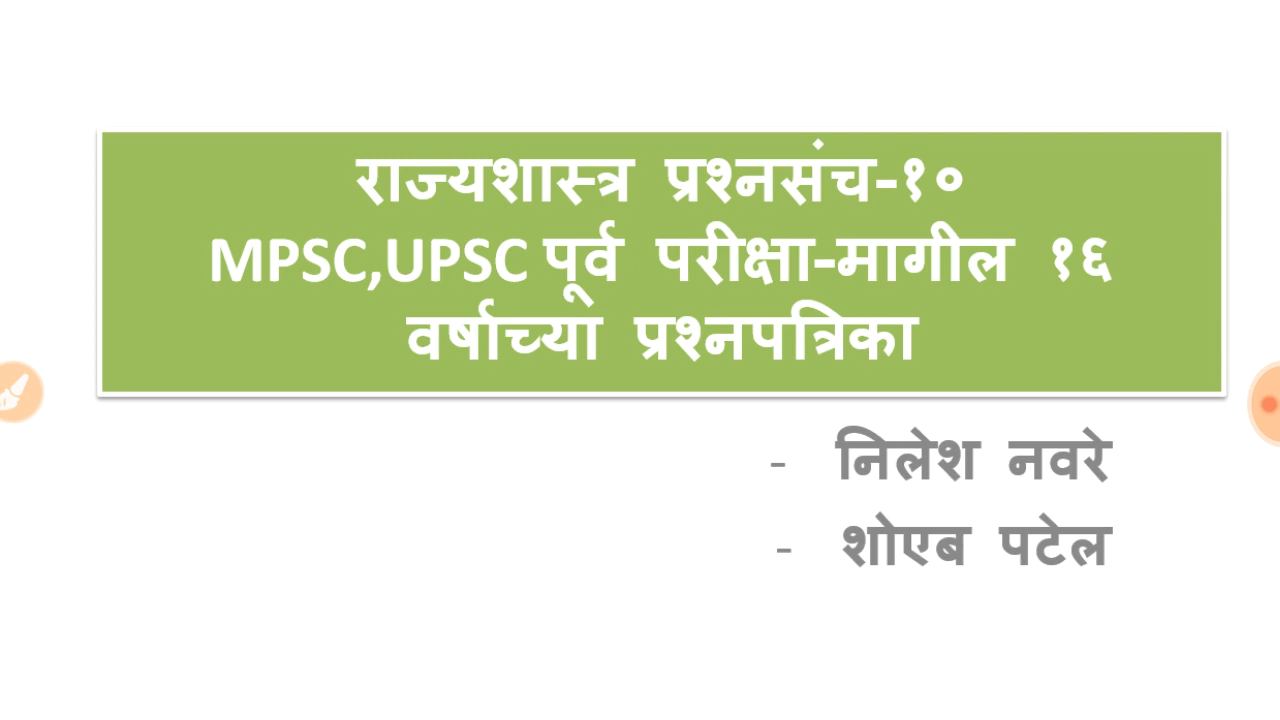 राज्यशास्त्र प्रश्नसंच-१०
MPSC,UPSC पूर्व परीक्षा-मागील १६
वर्षाच्या प्रश्नपत्रिका
- निलेश नवरे
- शोएब पटेल